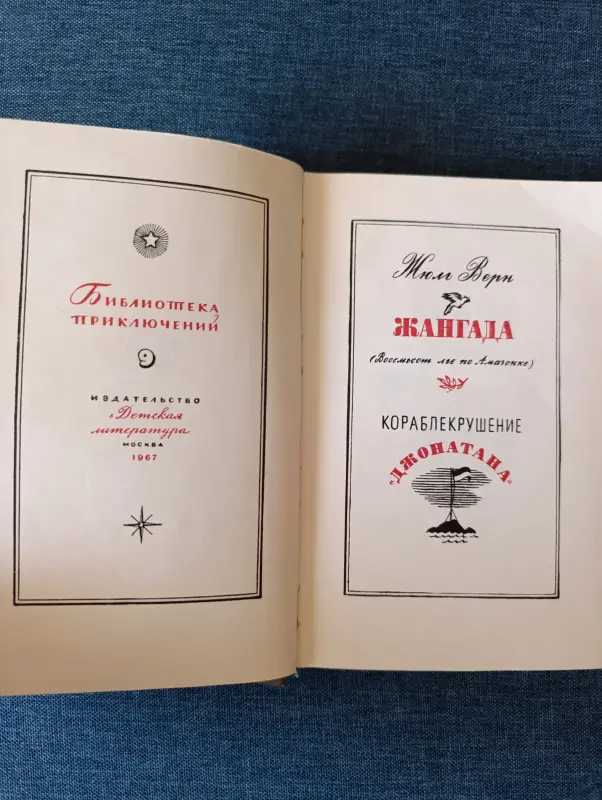 Библиотека
приключений
9
ИЗДАТЕЛЬСТВО
«Детская
литература
МОСКВА
1967
Жюль Верн
ЖАНГАДА
(Восемьсот лье по Амазонке)
КОРАБЛЕКРУШЕНИЕ
"ДЖОНАТАНА"